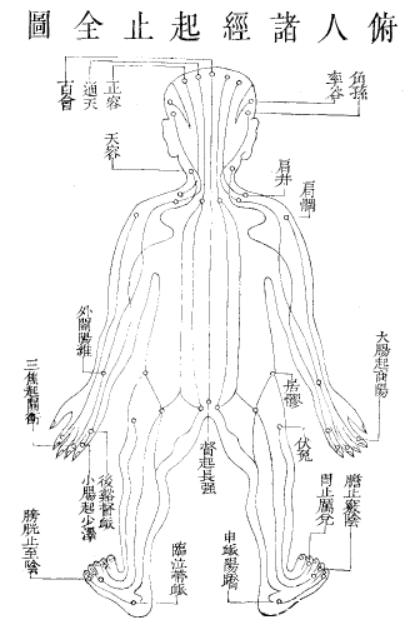 俯人諸經起止全圖
角孫
率谷
正容
通天
百會
天容
肩井
肩髃
外關陽維
大腸起商陽
三焦起關衝
居髎
伏兔
督起長强
後谿督脈
小腸起少澤
膽止竅陰
胃止厲兌
膀胱止至陰
申脈陽蹻
臨泣帶脈